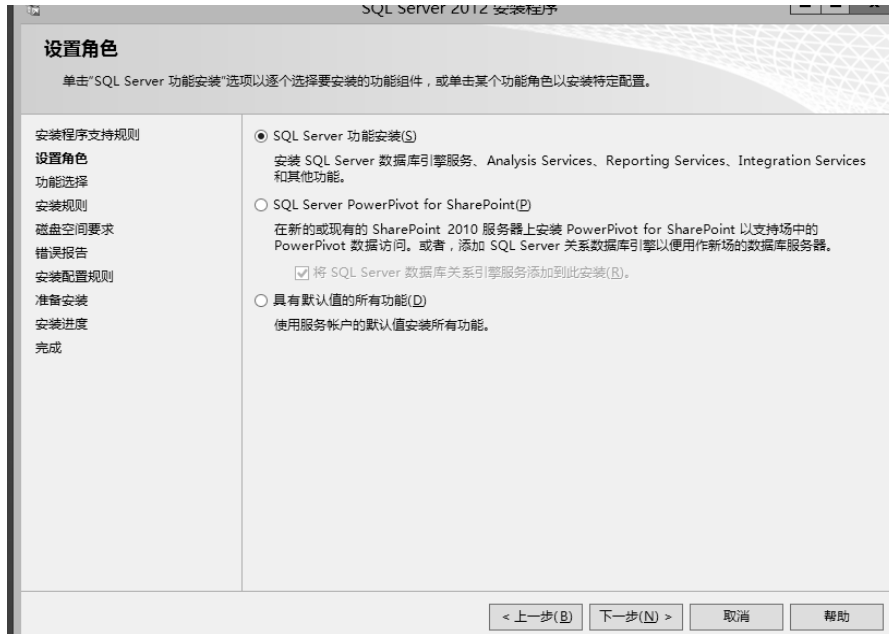 SQL Server 2012 安装程序
设置角色
单击"SQL Server 功能安装"选项以逐个选择要安装的功能组件，或单击某个功能角色以安装特定配置。
安装程序支持规则
设置角色
功能选择
安装规则
磁盘空间要求
错误报告
安装配置规则
准备安装
安装进度
完成
SQL Server 功能安装(S)
安装 SQL Server 数据库引擎服务、Analysis Services、Reporting Services、Integration Services
和其他功能。
SQL Server PowerPivot for SharePoint(P)
在新的或现有的 SharePoint 2010 服务器上安装 PowerPivot for SharePoint 以支持场中的
PowerPivot 数据访问。或者，添加 SQL Server 关系数据库引擎以便用作新场的数据库服务器。
将 SQL Server 数据库关系引擎服务添加到此安装(R)。
具有默认值的所有功能(D)
使用服务帐户的默认值安装所有功能。
< 上一步(B)
下一步(N) >
取消
帮助